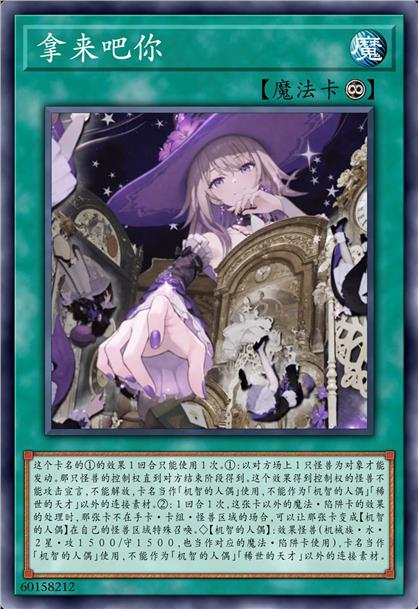 拿来吧你
魔
【魔法卡♾】
这个卡名的①的效果1回合只能使用1次。①:以对方场上1只怪兽为对象才能
发动。那只怪兽的控制权直到对方结束阶段得到。这个效果得到控制权的怪兽不
能攻击宣言,不能解放,卡名当作「机智的人偶」使用,不能作为「机智的人偶」「稀
世的天才」以外的连接素材。②:1回合1次,这张卡以外的魔法·陷阱卡的效果
的处理时,那张卡不在手卡·卡组·怪兽区域的场合,可以让那张卡变成【机智
的人偶】在自己的怪兽区域特殊召唤。◇【机智的人偶】:效果怪兽(机械族·水·
2星·攻1500/守1500,也当作对应的魔法·陷阱卡使用),卡名当作「机
智的人偶」使用,不能作为「机智的人偶」「稀世的天才」以外的连接素材。
60158212